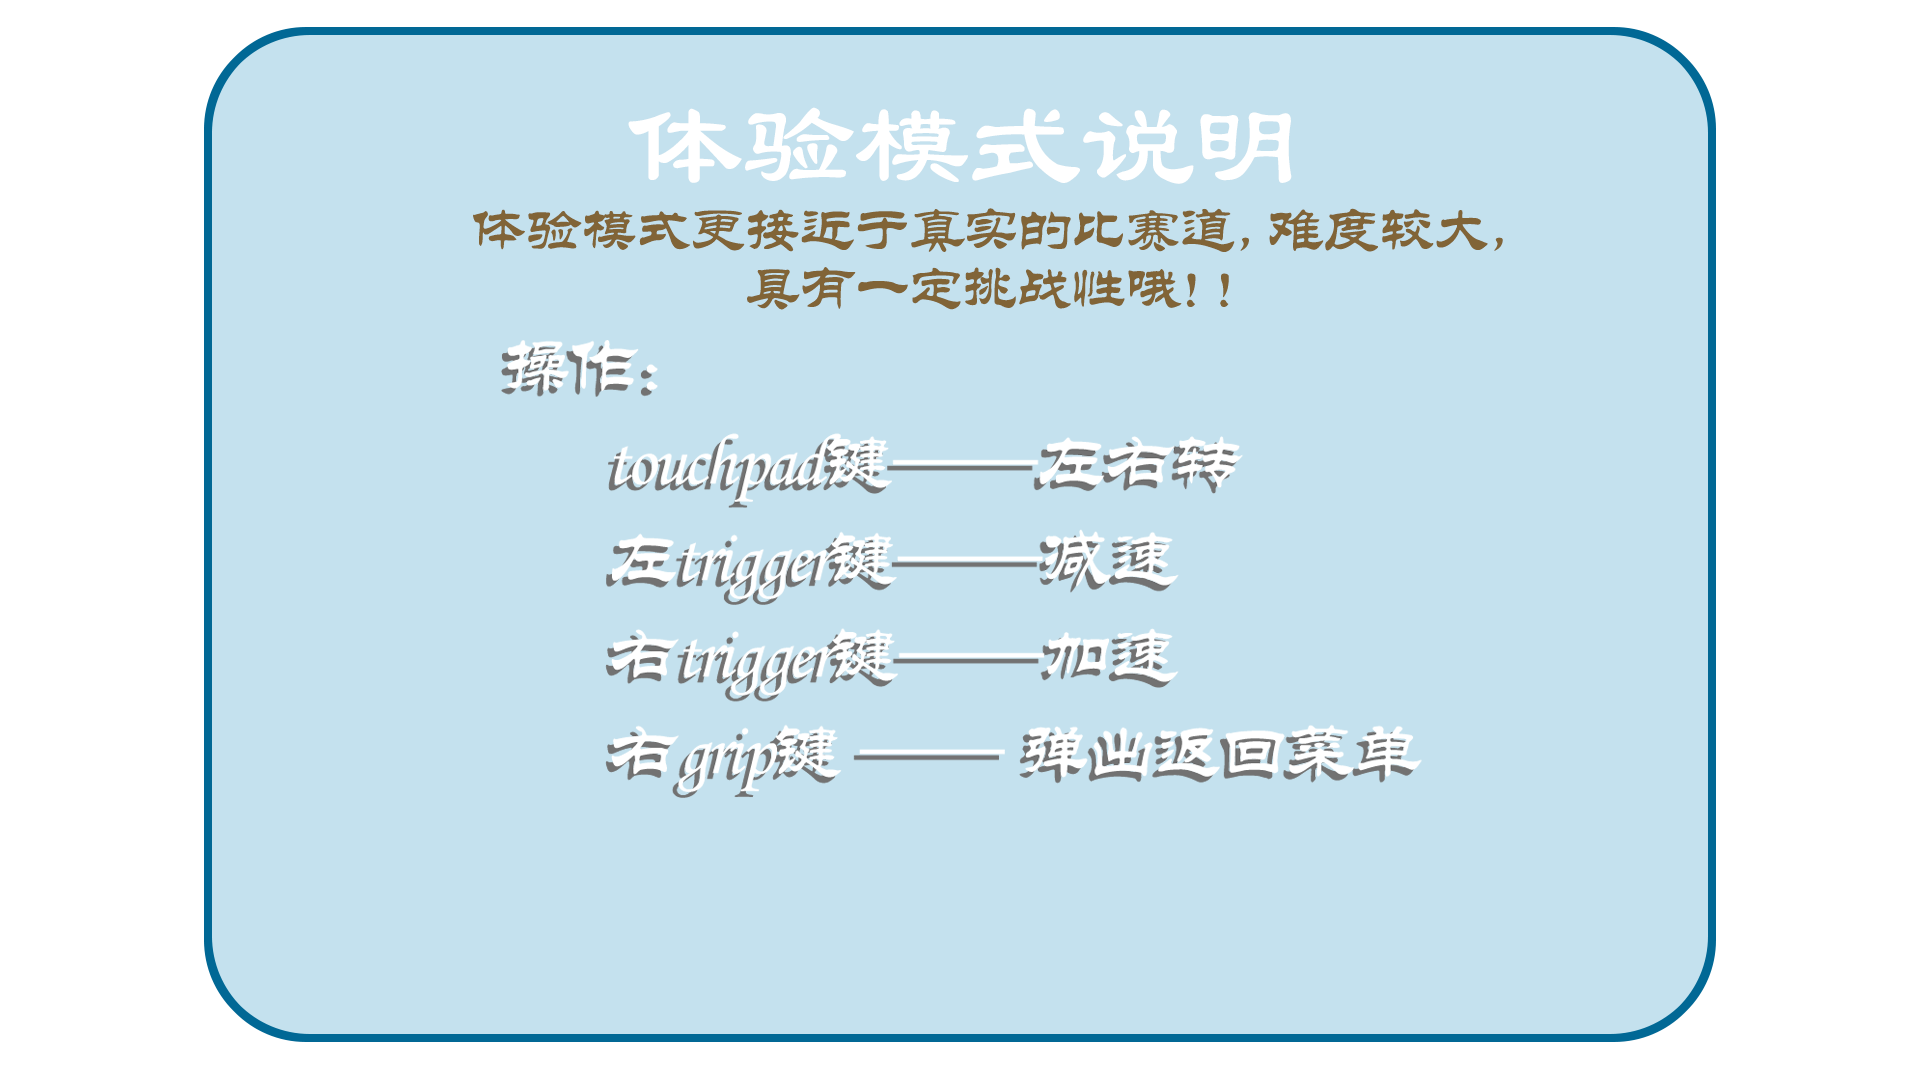 体验模式说明
体验模式更接近于真实的比赛道，难度较大，
具有一定挑战性哦！！
操作：
touchpad键———左右转
左trigger键———减速
右trigger键———加速
右grip键 ——— 弹出返回菜单